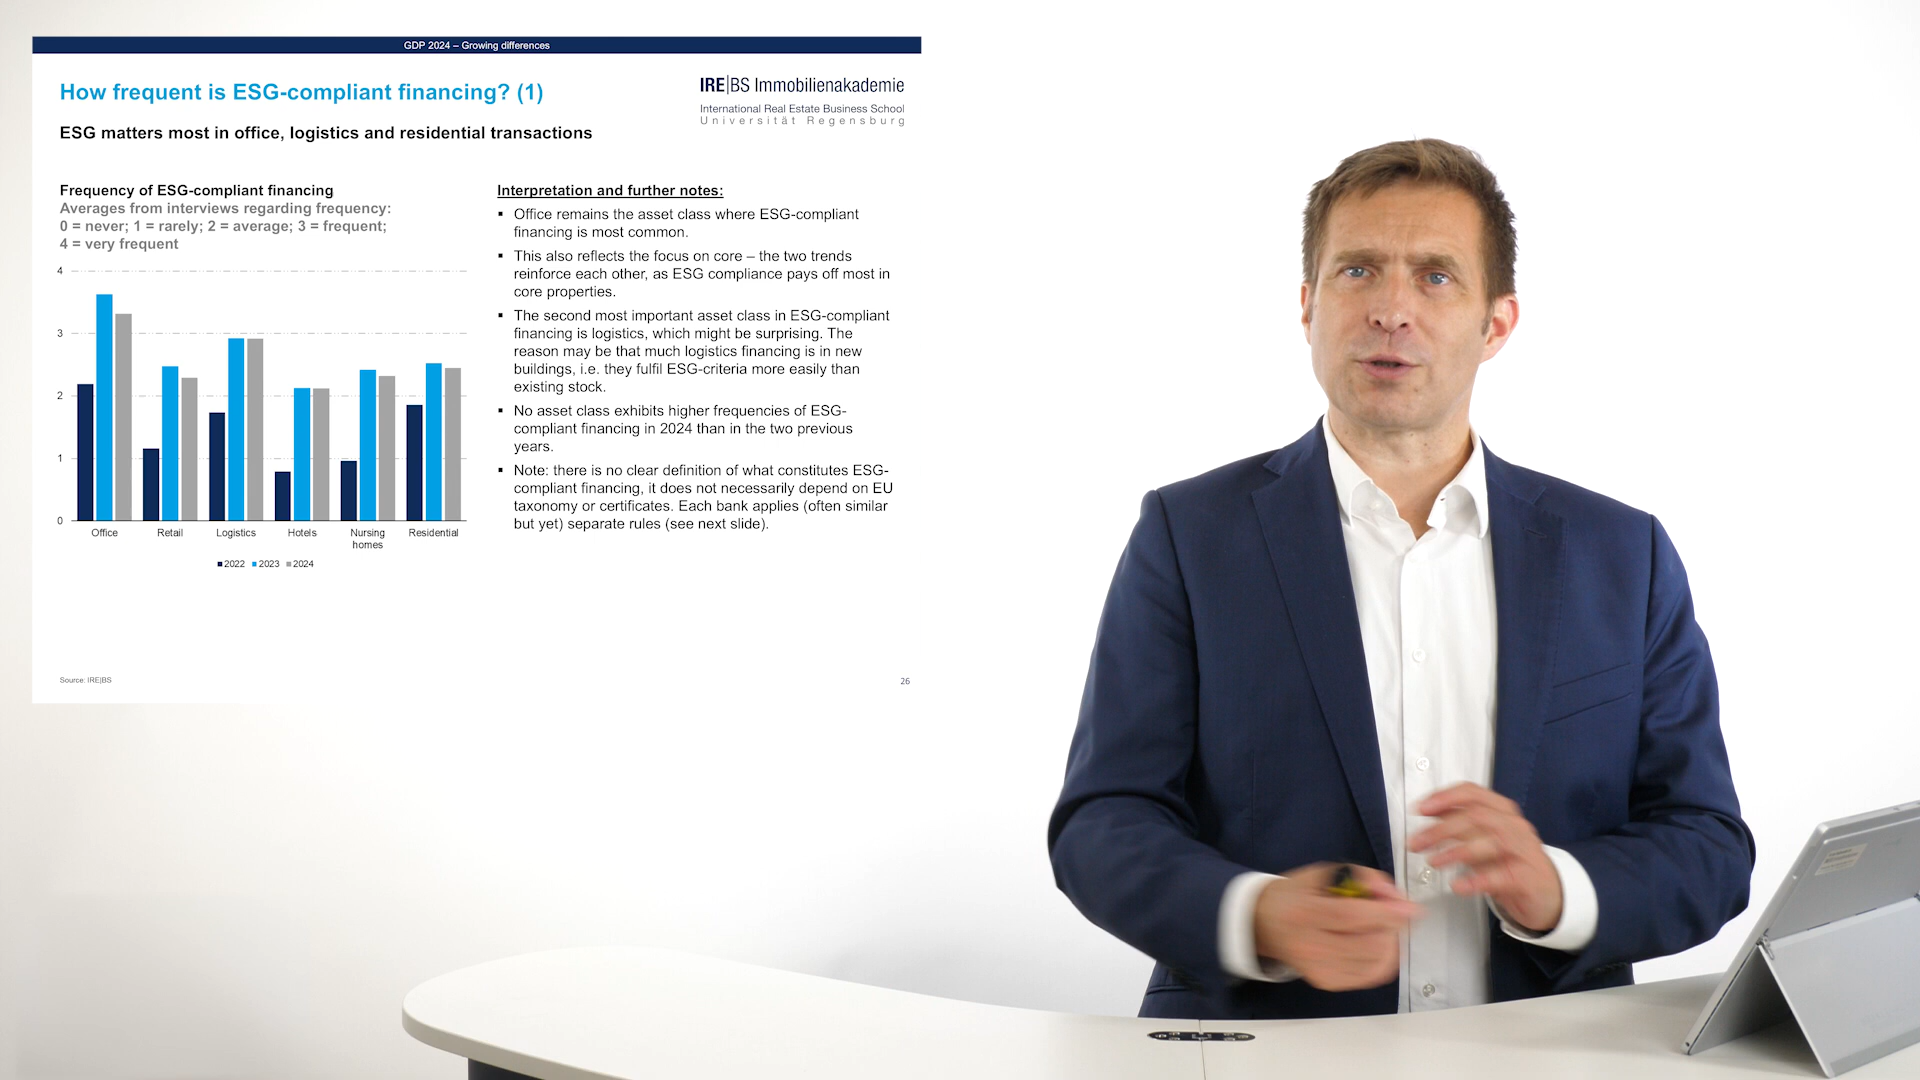 GDP 2024 – Growing differences
How frequent is ESG-compliant financing? (1)
IRE|BS Immobilienakademie
International Real Estate Business School
Universität Regensburg
ESG matters most in office, logistics and residential transactions
Frequency of ESG-compliant financing
Averages from interviews regarding frequency:
0 = never; 1 = rarely; 2 = average; 3 = frequent;
4 = very frequent
4
3
2
1
0
Office Retail Logistics Hotels Nursing homes Residential
2022 2023 2024
Interpretation and further notes:
▪ Office remains the asset class where ESG-compliant
financing is most common.
▪ This also reflects the focus on core – the two trends
reinforce each other, as ESG compliance pays off most in
core properties.
▪ The second most important asset class in ESG-compliant
financing is logistics, which might be surprising. The
reason may be that much logistics financing is in new
buildings, i.e. they fulfil ESG-criteria more easily than
existing stock.
▪ No asset class exhibits higher frequencies of ESG-
compliant financing in 2024 than in the two previous
years.
▪ Note: there is no clear definition of what constitutes ESG-
compliant financing, it does not necessarily depend on EU
taxonomy or certificates. Each bank applies (often similar
but yet) separate rules (see next slide).
Source: IRE|BS
26